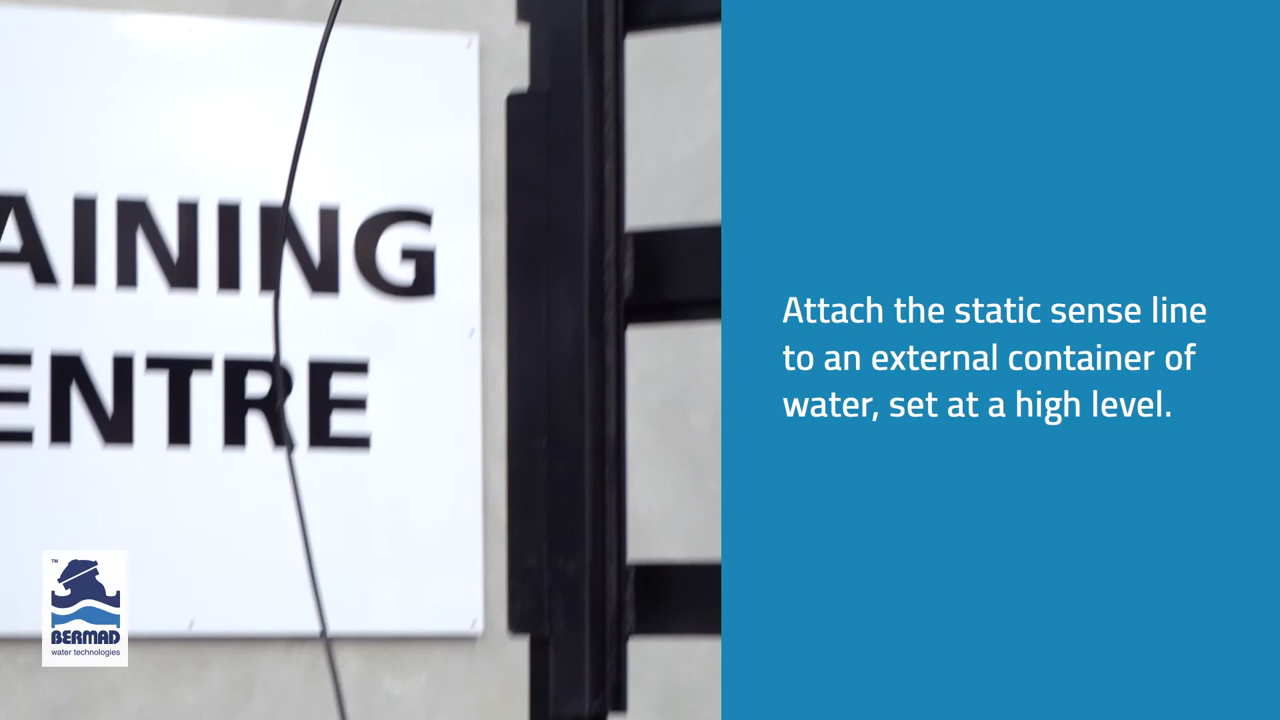 AINING
ENTRE
Attach the static sense line
to an external container of
water, set at a high level.
TM
BERMAD
water technologies